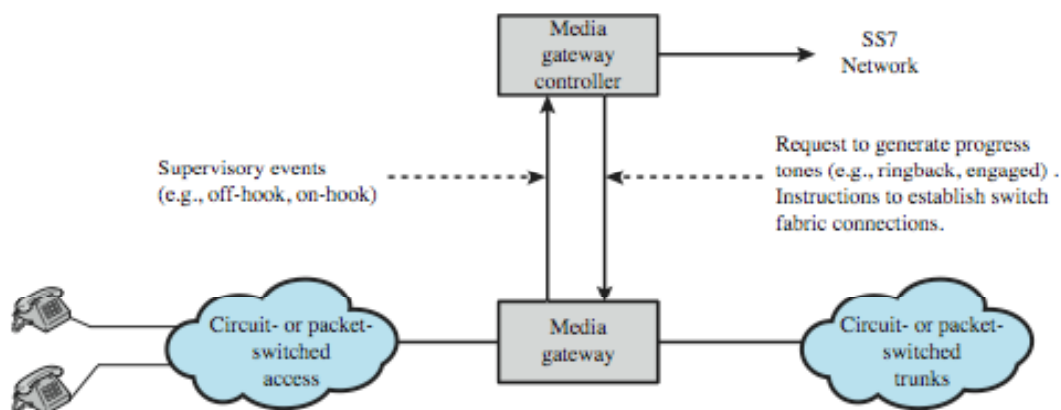 Media
gateway
controller
SS7
Network
Supervisory events
(e.g., off-hook, on-hook)
Request to generate progress
tones (e.g., ringback, engaged) .
Instructions to establish switch
fabric connections.
Circuit- or packet-
switched
access
Media
gateway
Circuit- or packet-
switched
trunks